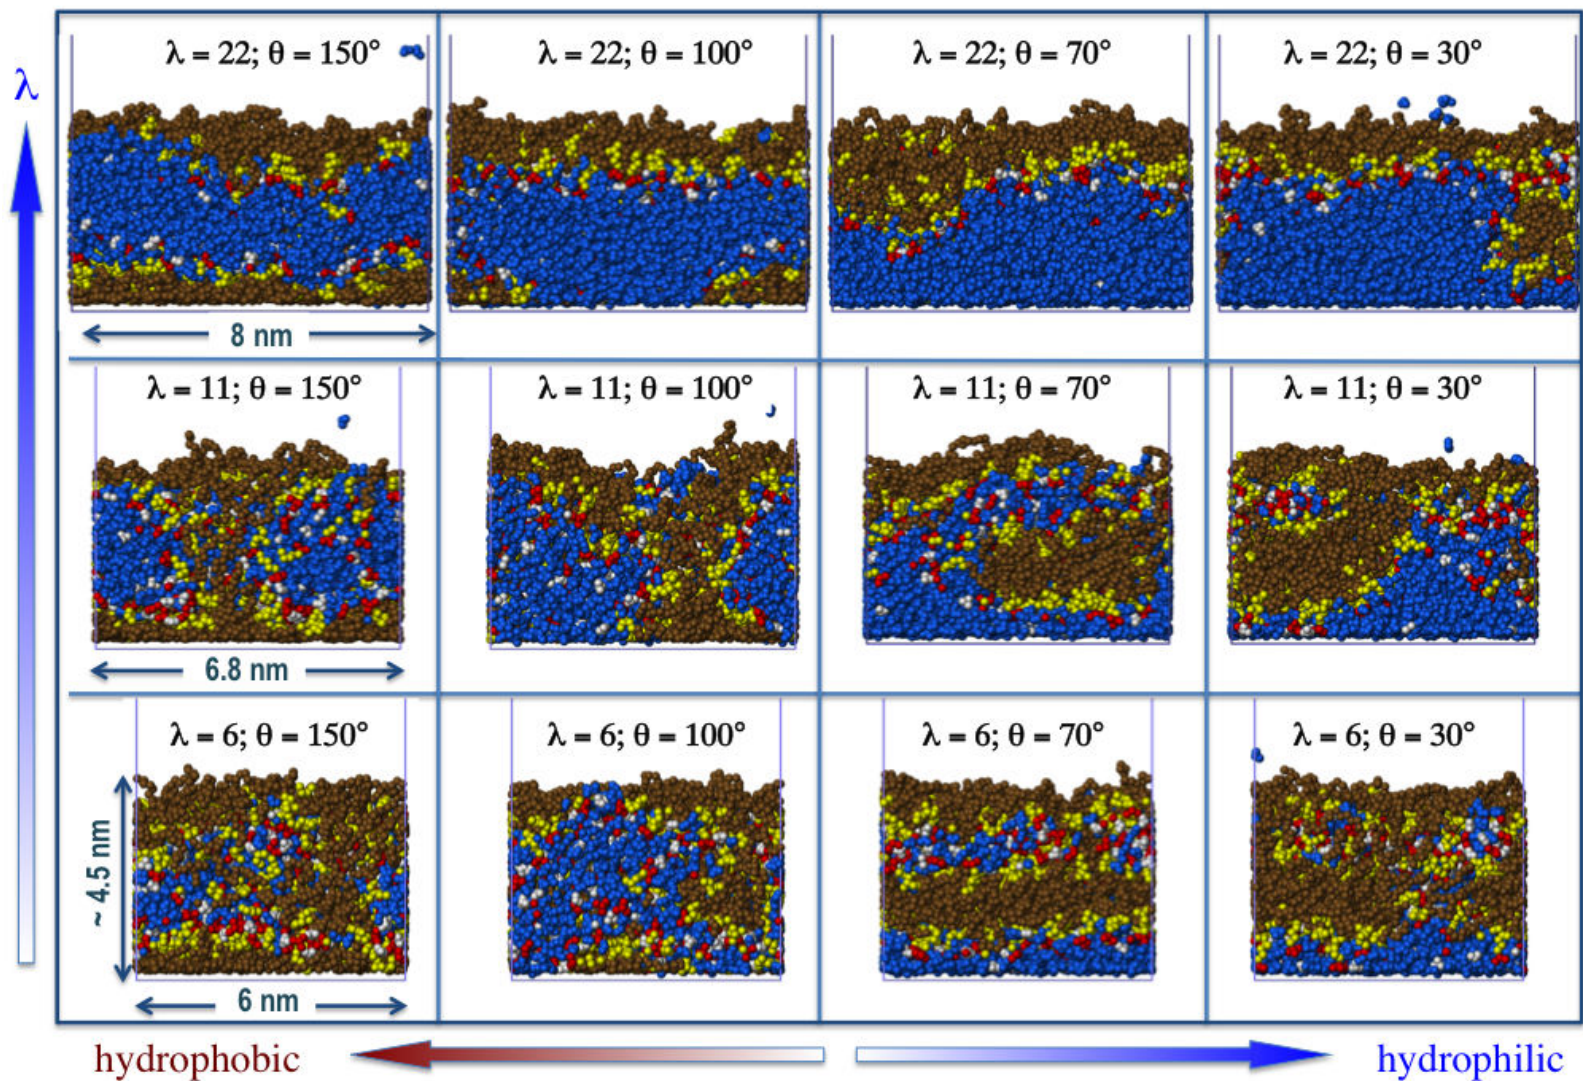 λ = 22; θ = 150°
λ = 22; θ = 100°
λ = 22; θ = 70°
λ = 22; θ = 30°
λ
8 nm
λ = 11; θ = 150°
λ = 11; θ = 100°
λ = 11; θ = 70°
λ = 11; θ = 30°
6.8 nm
λ = 6; θ = 150°
λ = 6; θ = 100°
λ = 6; θ = 70°
λ = 6; θ = 30°
~ 4.5 nm
6 nm
hydrophobic
hydrophilic